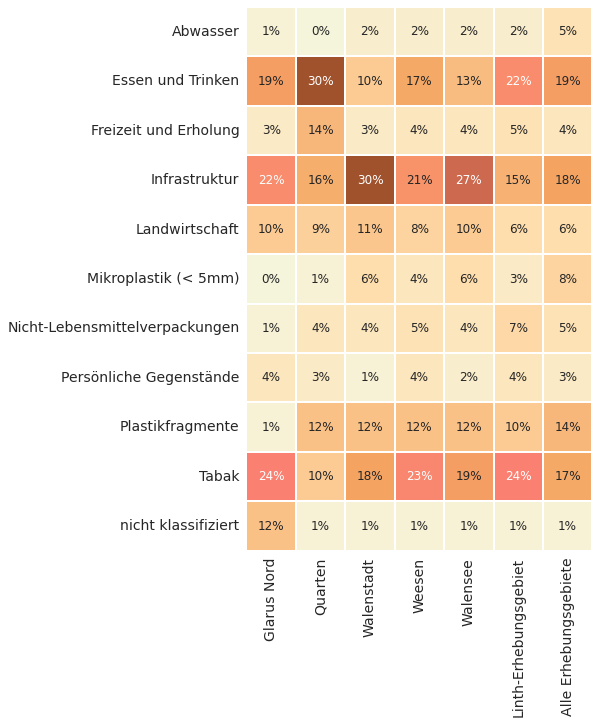 Abwasser 1% 0% 2% 2% 2% 2% 5%
Essen und Trinken 19% 30% 10% 17% 13% 22% 19%
Freizeit und Erholung 3% 14% 3% 4% 4% 5% 4%
Infrastruktur 22% 16% 30% 21% 27% 15% 18%
Landwirtschaft 10% 9% 11% 8% 10% 6% 6%
Mikroplastik (< 5mm) 0% 1% 6% 4% 6% 3% 8%
Nicht-Lebensmittelverpackungen 1% 4% 4% 5% 4% 7% 5%
Persönliche Gegenstände 4% 3% 1% 4% 2% 4% 3%
Plastikfragmente 1% 12% 12% 12% 12% 10% 14%
Tabak 24% 10% 18% 23% 19% 24% 17%
nicht klassifiziert 12% 1% 1% 1% 1% 1% 1%
Glarus Nord
Quarten
Walenstadt
Weesen
Walensee
Linth-Erhebungsgebiet
Alle Erhebungsgebiete